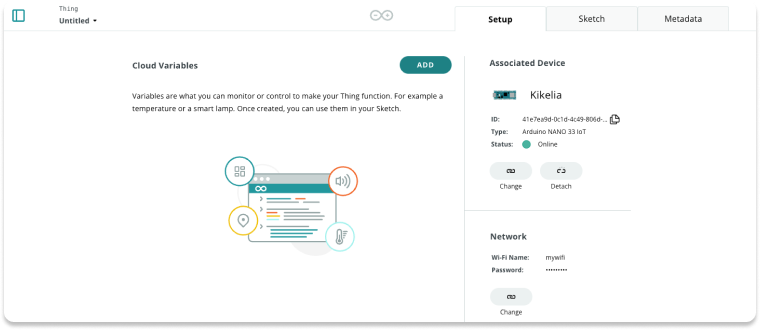 Thing
Untitled
Setup
Sketch
Metadata
Cloud Variables
ADD
Variables are what you can monitor or control to make your Thing function. For example a
temperature or a smart lamp. Once created, you can use them in your Sketch.
Associated Device
Kikelia
ID: 41e7ea9d-0c1d-4c49-806d-...
Type: Arduino NANO 33 IoT
Status: Online
Change
Detach
Network
Wi-Fi Name: mywifi
Password: •••••••••
Change